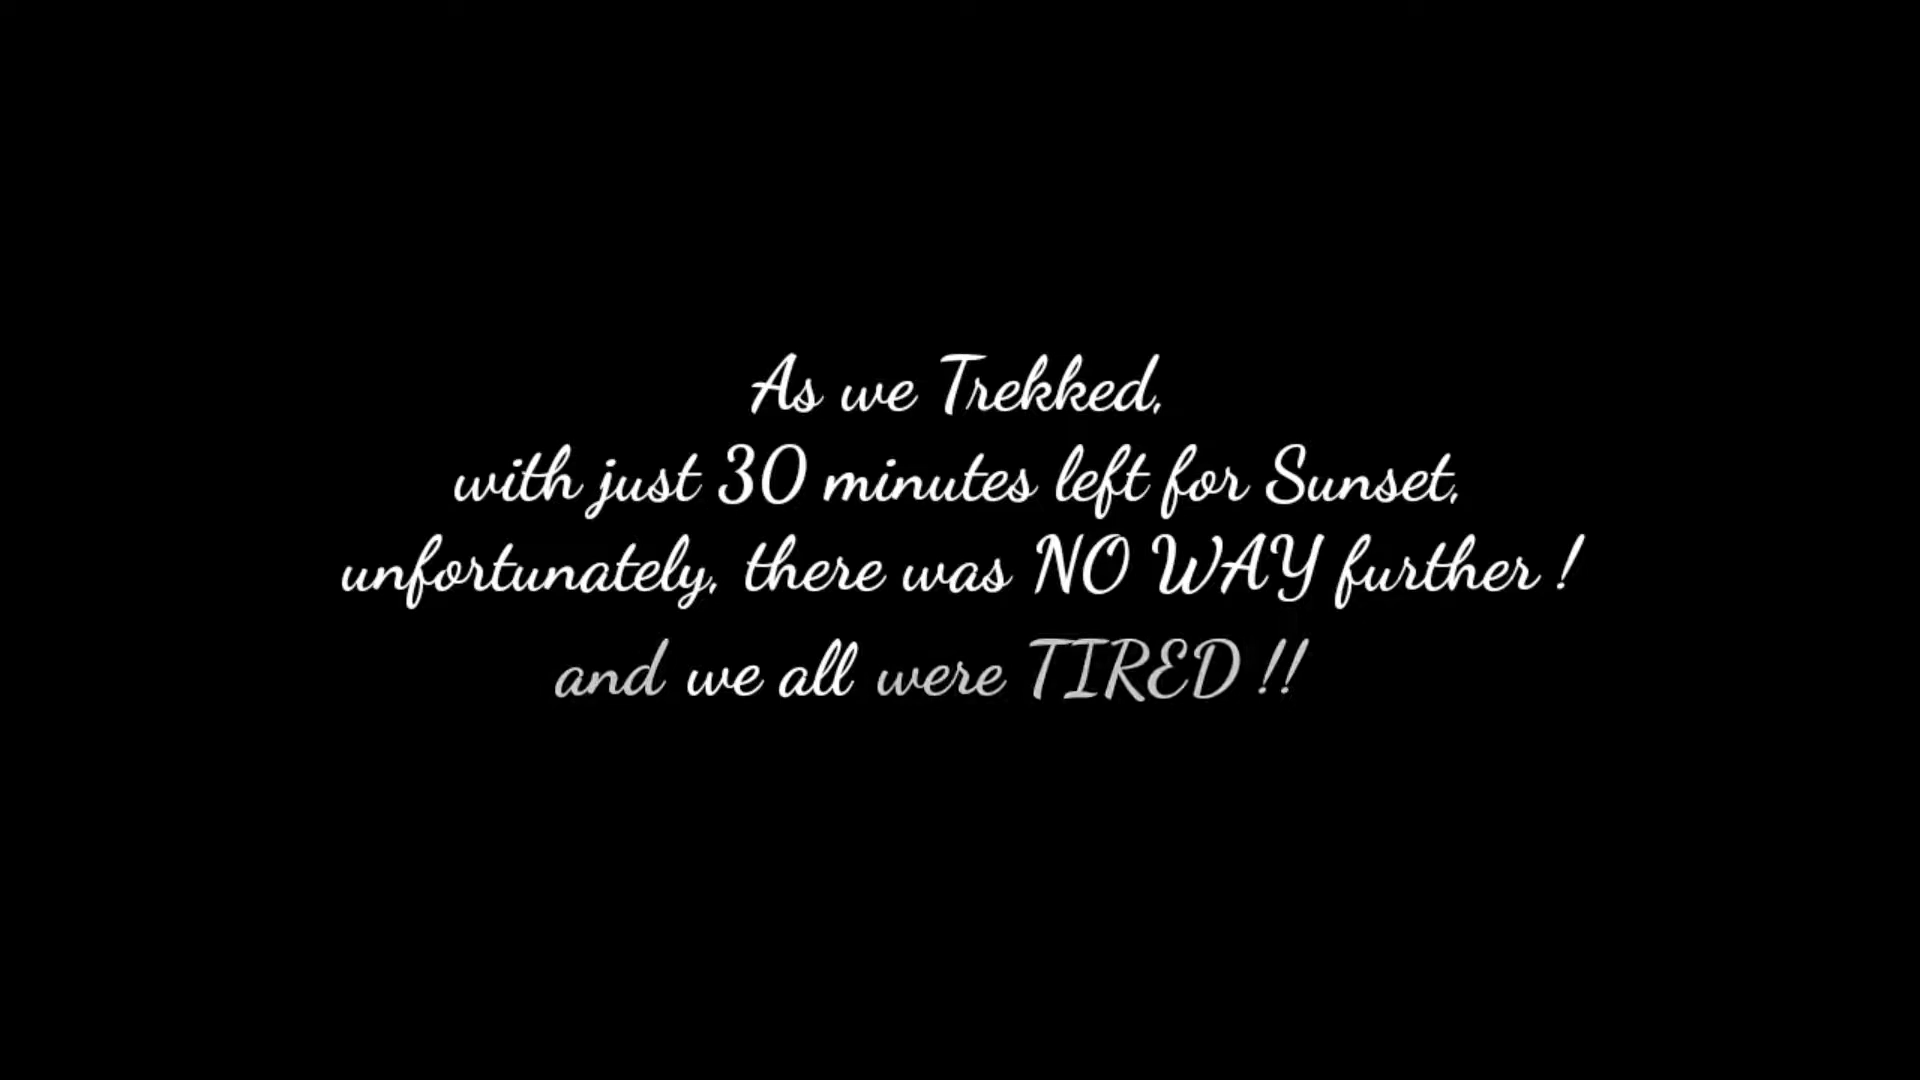 As we Trekked,
with just 30 minutes left for Sunset,
unfortunately, there was NO WAY further !
and we all were TIRED !!